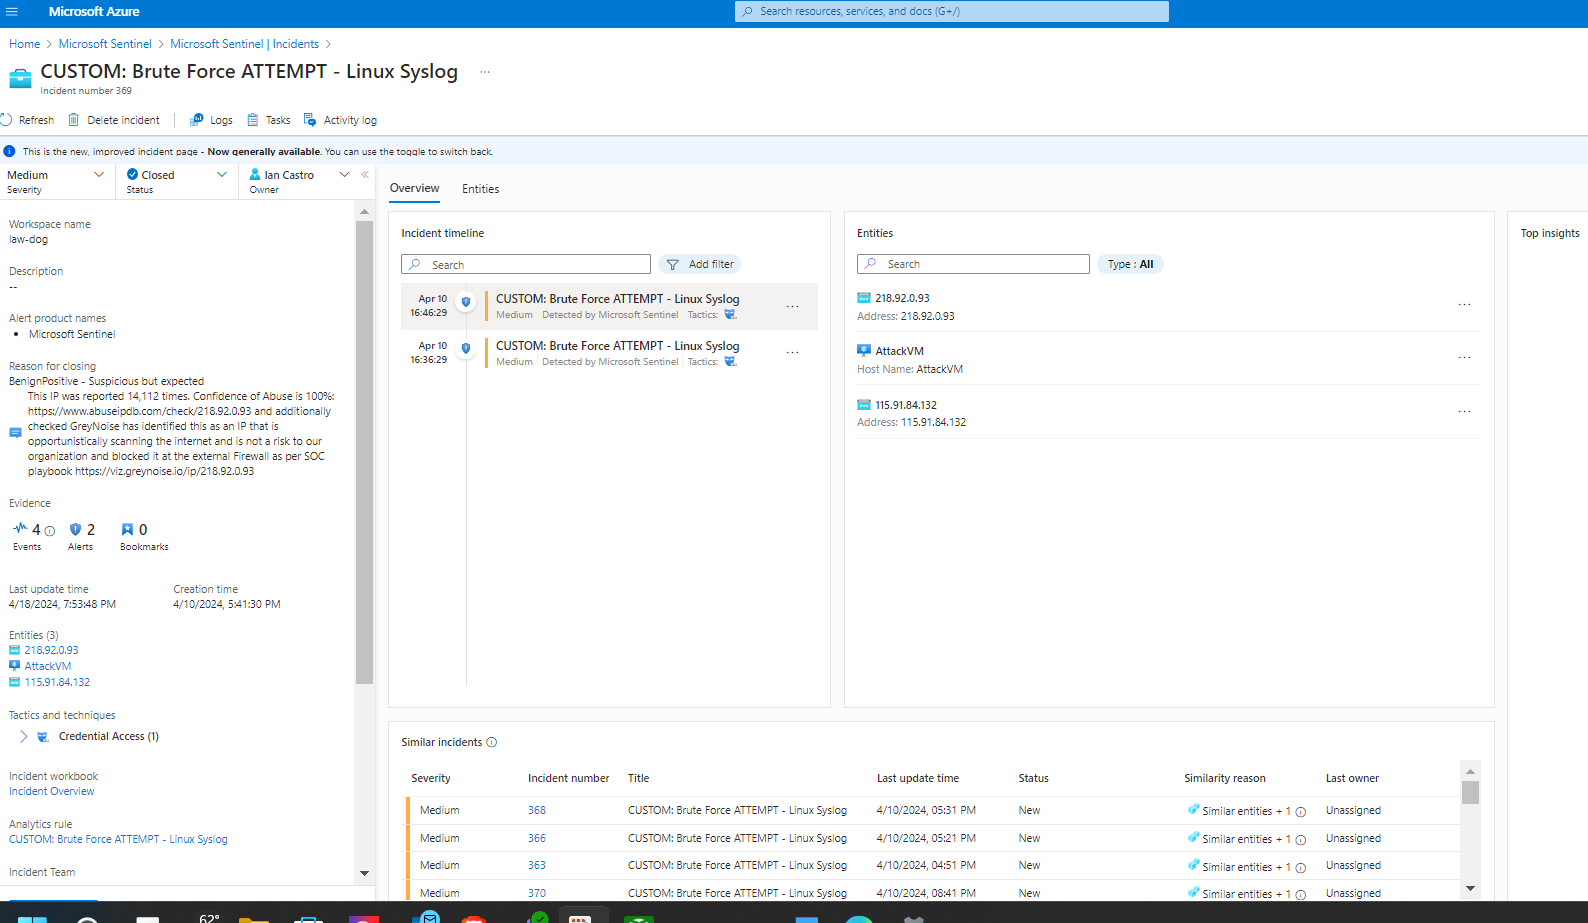 Microsoft Azure
Search resources, services, and docs (G+/)
Home > Microsoft Sentinel > Microsoft Sentinel | Incidents >
CUSTOM: Brute Force ATTEMPT - Linux Syslog ...
Incident number 369
Refresh Delete incident Logs Tasks Activity log
This is the new, improved incident page - Now generally available. You can use the toggle to switch back.
Medium
Severity
Closed
Status
Ian Castro
Owner
Workspace name
law-dog
Description
--
Alert product names
• Microsoft Sentinel
Reason for closing
BenignPositive - Suspicious but expected
This IP was reported 14,112 times. Confidence of Abuse is 100%:
https://www.abuseipdb.com/check/218.92.0.93 and additionally
checked GreyNoise has identified this as an IP that is
opportunistically scanning the internet and is not a risk to our
organization and blocked it at the external Firewall as per SOC
playbook https://viz.greynoise.io/ip/218.92.0.93
Evidence
4 2 0
Events Alerts Bookmarks
Last update time Creation time
4/18/2024, 7:53:48 PM 4/10/2024, 5:41:30 PM
Entities (3)
218.92.0.93
AttackVM
115.91.84.132
Tactics and techniques
Credential Access (1)
Incident workbook
Incident Overview
Analytics rule
CUSTOM: Brute Force ATTEMPT - Linux Syslog
Incident Team
Overview Entities
Incident timeline
Search Add filter
Apr 10
16:46:29
CUSTOM: Brute Force ATTEMPT - Linux Syslog ...
Medium Detected by Microsoft Sentinel Tactics:
Apr 10
16:36:29
CUSTOM: Brute Force ATTEMPT - Linux Syslog ...
Medium Detected by Microsoft Sentinel Tactics:
Entities
Search Type : All
218.92.0.93 ...
Address: 218.92.0.93
AttackVM ...
Host Name: AttackVM
115.91.84.132 ...
Address: 115.91.84.132
Top insights
Similar incidents
Severity Incident number Title Last update time Status Similarity reason Last owner
Medium 368 CUSTOM: Brute Force ATTEMPT - Linux Syslog 4/10/2024, 05:31 PM New Similar entities + 1 Unassigned
Medium 366 CUSTOM: Brute Force ATTEMPT - Linux Syslog 4/10/2024, 05:21 PM New Similar entities + 1 Unassigned
Medium 363 CUSTOM: Brute Force ATTEMPT - Linux Syslog 4/10/2024, 04:51 PM New Similar entities + 1 Unassigned
Medium 370 CUSTOM: Brute Force ATTEMPT - Linux Syslog 4/10/2024, 08:41 PM New Similar entities + 1 Unassigned
62°